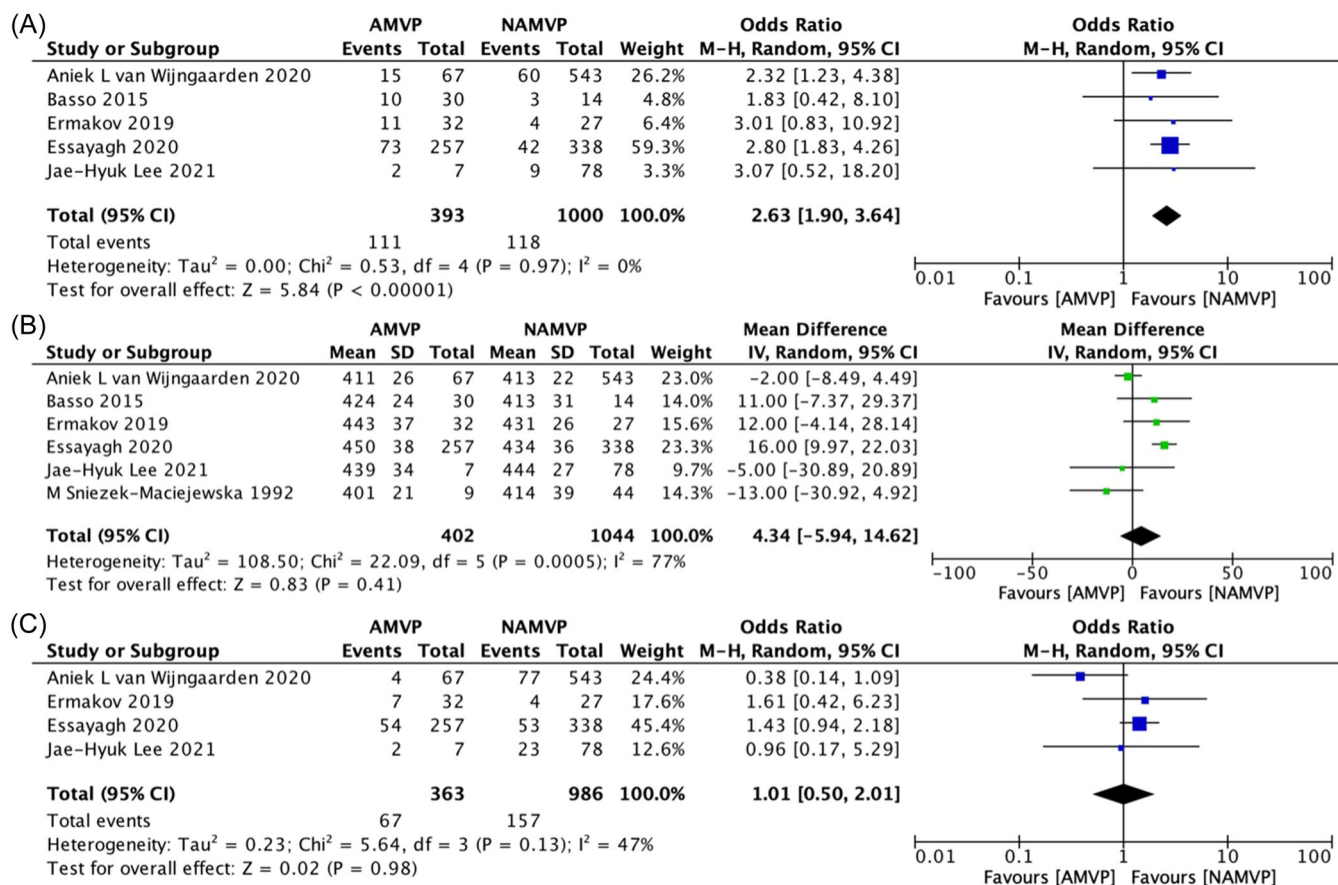 (A)
AMVP NAMVP Odds Ratio Odds Ratio
Study or Subgroup Events Total Events Total Weight M-H, Random, 95% CI M-H, Random, 95% CI
Aniek L van Wijngaarden 2020 15 67 60 543 26.2% 2.32 [1.23, 4.38]
Basso 2015 10 30 3 14 4.8% 1.83 [0.42, 8.10]
Ermakov 2019 11 32 4 27 6.4% 3.01 [0.83, 10.92]
Essayagh 2020 73 257 42 338 59.3% 2.80 [1.83, 4.26]
Jae-Hyuk Lee 2021 2 7 9 78 3.3% 3.07 [0.52, 18.20]
Total (95% CI) 393 1000 100.0% 2.63 [1.90, 3.64]
Total events 111 118
Heterogeneity: Tau² = 0.00; Chi² = 0.53, df = 4 (P = 0.97); I² = 0%
Test for overall effect: Z = 5.84 (P < 0.00001)
0.01 0.1 1 10 100
Favours [AMVP] Favours [NAMVP]
(B)
AMVP NAMVP Mean Difference Mean Difference
Study or Subgroup Mean SD Total Mean SD Total Weight IV, Random, 95% CI IV, Random, 95% CI
Aniek L van Wijngaarden 2020 411 26 67 413 22 543 23.0% -2.00 [-8.49, 4.49]
Basso 2015 424 24 30 413 31 14 14.0% 11.00 [-7.37, 29.37]
Ermakov 2019 443 37 32 431 26 27 15.6% 12.00 [-4.14, 28.14]
Essayagh 2020 450 38 257 434 36 338 23.3% 16.00 [9.97, 22.03]
Jae-Hyuk Lee 2021 439 34 7 444 27 78 9.7% -5.00 [-30.89, 20.89]
M Sniezek-Maciejewska 1992 401 21 9 414 39 44 14.3% -13.00 [-30.92, 4.92]
Total (95% CI) 402 1044 100.0% 4.34 [-5.94, 14.62]
Heterogeneity: Tau² = 108.50; Chi² = 22.09, df = 5 (P = 0.0005); I² = 77%
Test for overall effect: Z = 0.83 (P = 0.41)
-100 -50 0 50 100
Favours [AMVP] Favours [NAMVP]
(C)
AMVP NAMVP Odds Ratio Odds Ratio
Study or Subgroup Events Total Events Total Weight M-H, Random, 95% CI M-H, Random, 95% CI
Aniek L van Wijngaarden 2020 4 67 77 543 24.4% 0.38 [0.14, 1.09]
Ermakov 2019 7 32 4 27 17.6% 1.61 [0.42, 6.23]
Essayagh 2020 54 257 53 338 45.4% 1.43 [0.94, 2.18]
Jae-Hyuk Lee 2021 2 7 23 78 12.6% 0.96 [0.17, 5.29]
Total (95% CI) 363 986 100.0% 1.01 [0.50, 2.01]
Total events 67 157
Heterogeneity: Tau² = 0.23; Chi² = 5.64, df = 3 (P = 0.13); I² = 47%
Test for overall effect: Z = 0.02 (P = 0.98)
0.01 0.1 1 10 100
Favours [AMVP] Favours [NAMVP]